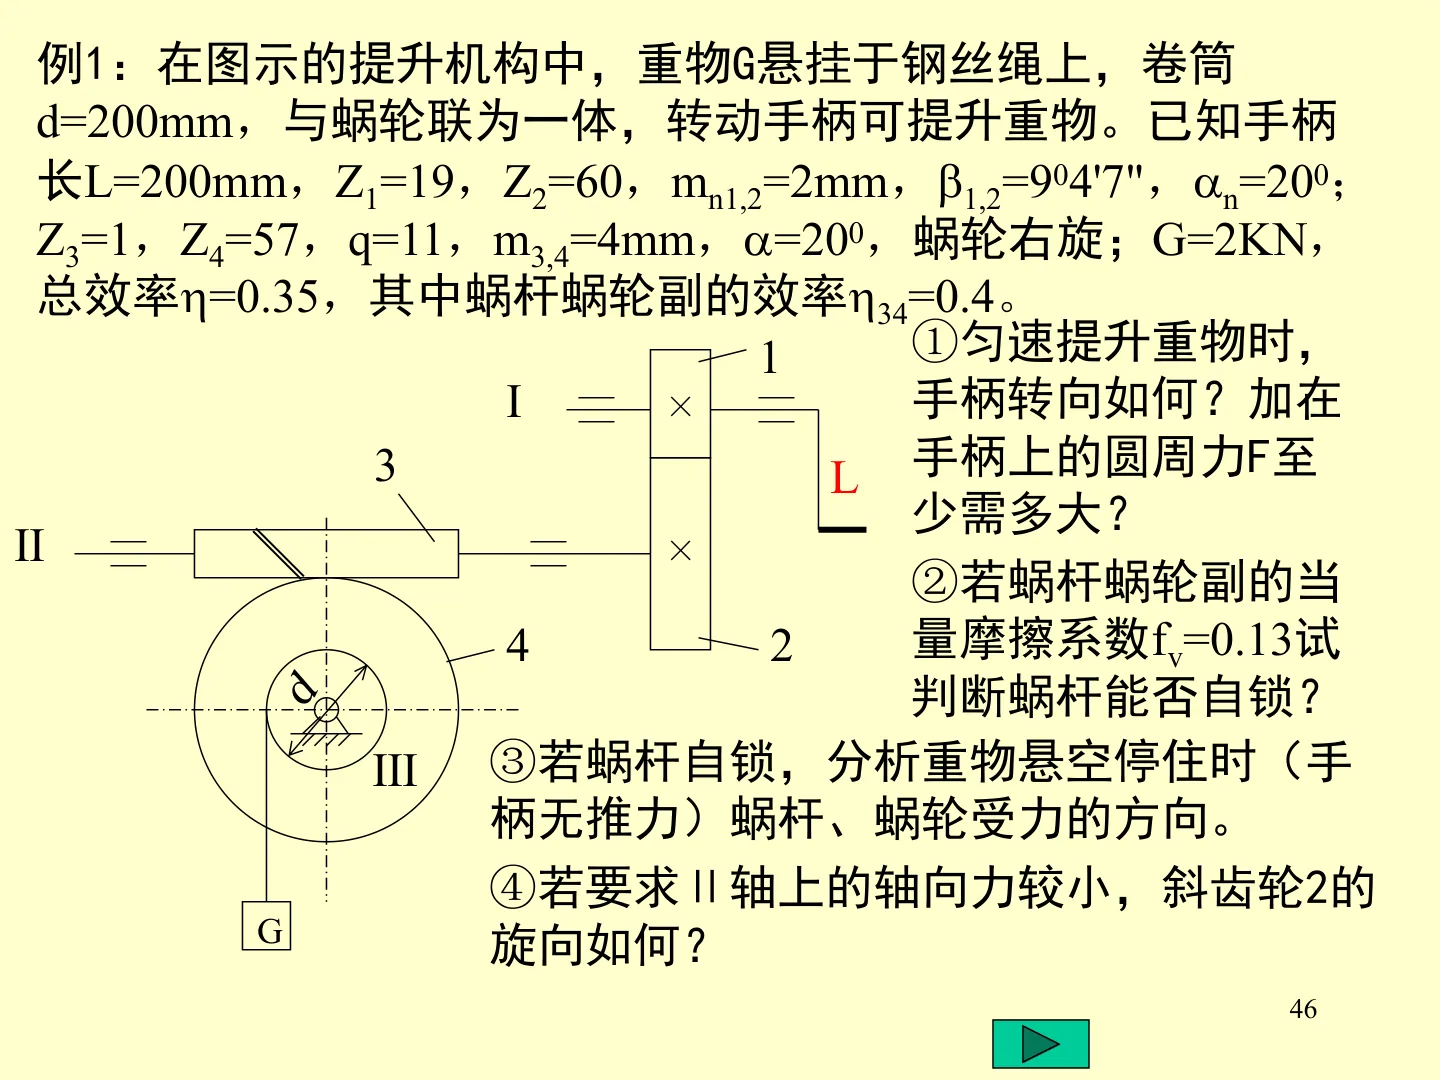 例1：在图示的提升机构中，重物G悬挂于钢丝绳上，卷筒
d=200mm，与蜗轮联为一体，转动手柄可提升重物。已知手柄
长L=200mm，Z₁=19，Z₂=60，mₙ₁,₂=2mm，β₁,₂=9⁰4'7"，αₙ=20⁰；
Z₃=1，Z₄=57，q=11，m₃,₄=4mm，α=20⁰，蜗轮右旋；G=2KN，
总效率η=0.35，其中蜗杆蜗轮副的效率η₃₄=0.4。
①匀速提升重物时，
手柄转向如何？加在
手柄上的圆周力F至
少需多大？
②若蜗杆蜗轮副的当
量摩擦系数fᵥ=0.13试
判断蜗杆能否自锁？
③若蜗杆自锁，分析重物悬空停住时（手
柄无推力）蜗杆、蜗轮受力的方向。
④若要求Ⅱ轴上的轴向力较小，斜齿轮2的
旋向如何？
1
I
3
L
II
4
2
d
III
G
46